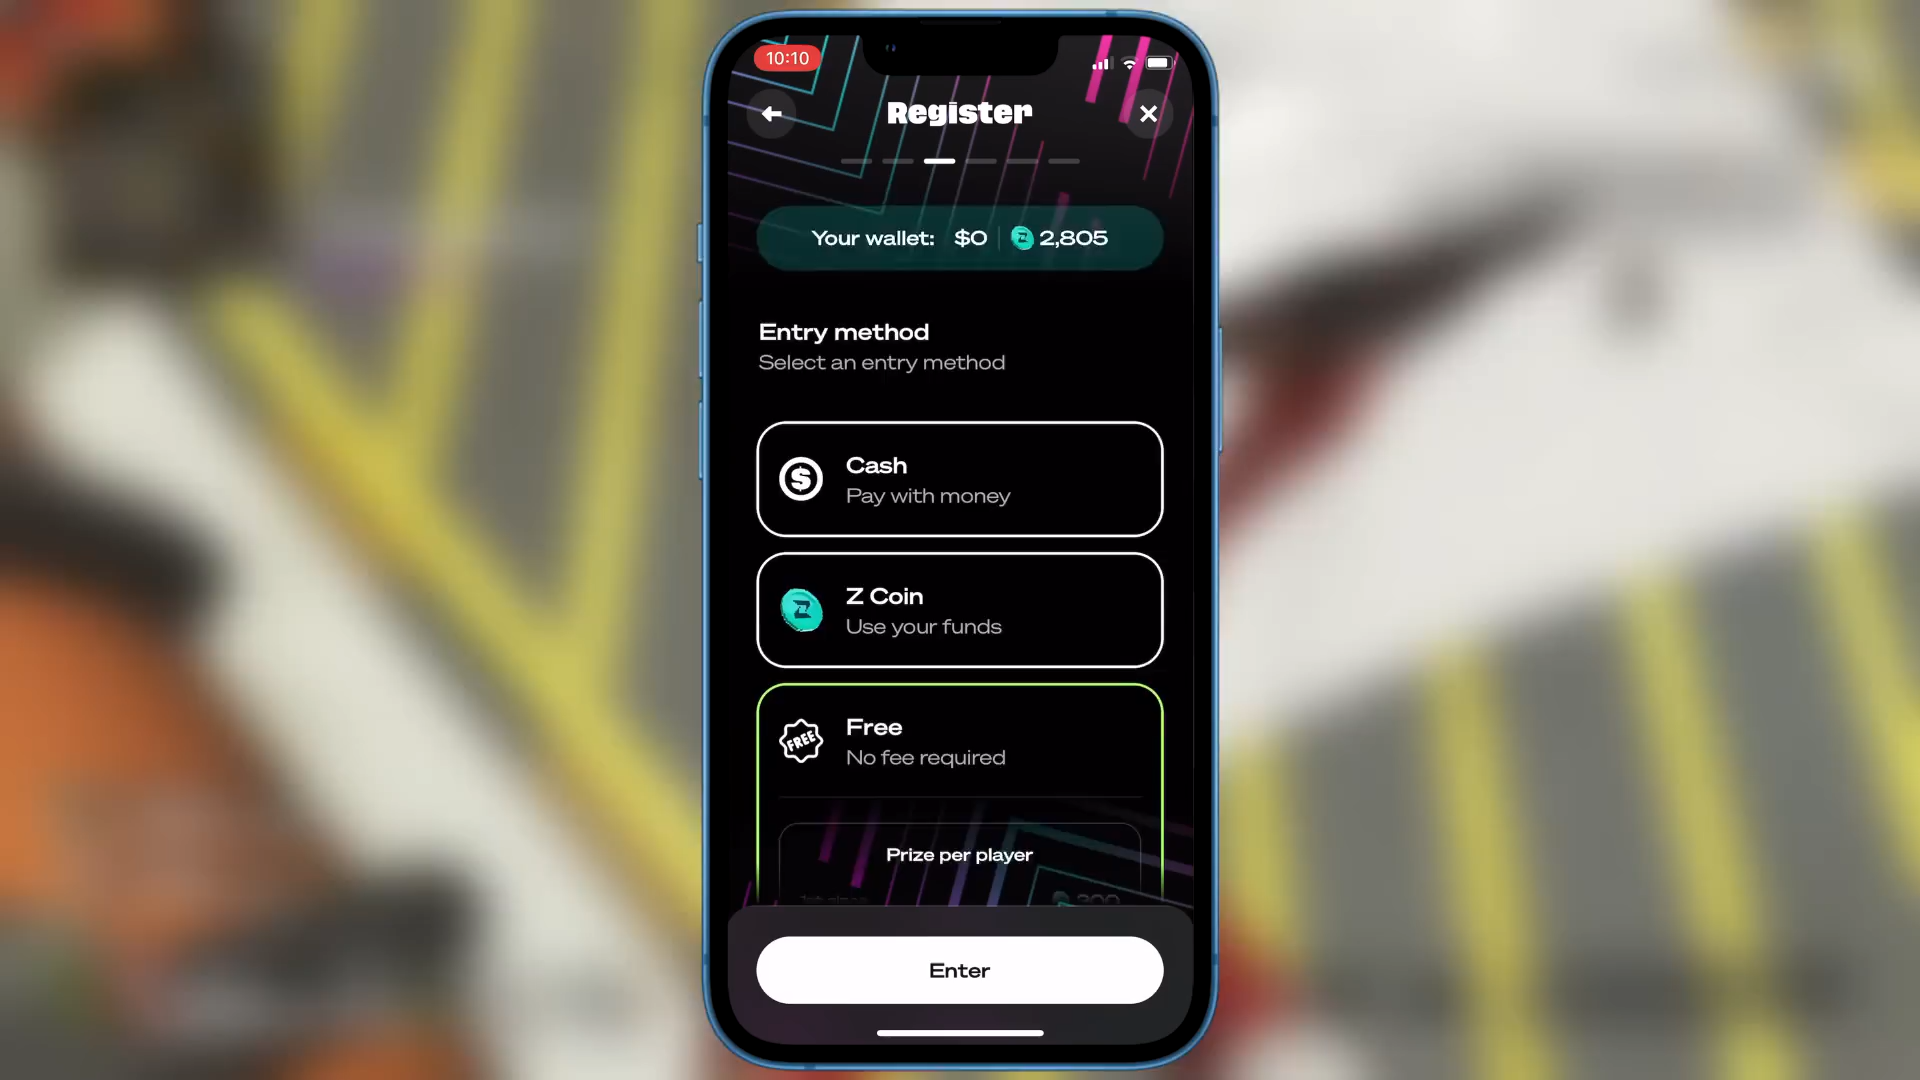 10:10
Register
Your wallet: $0 2,805
Entry method
Select an entry method
Cash
Pay with money
Z Coin
Use your funds
FREE
Free
No fee required
Prize per player
Enter